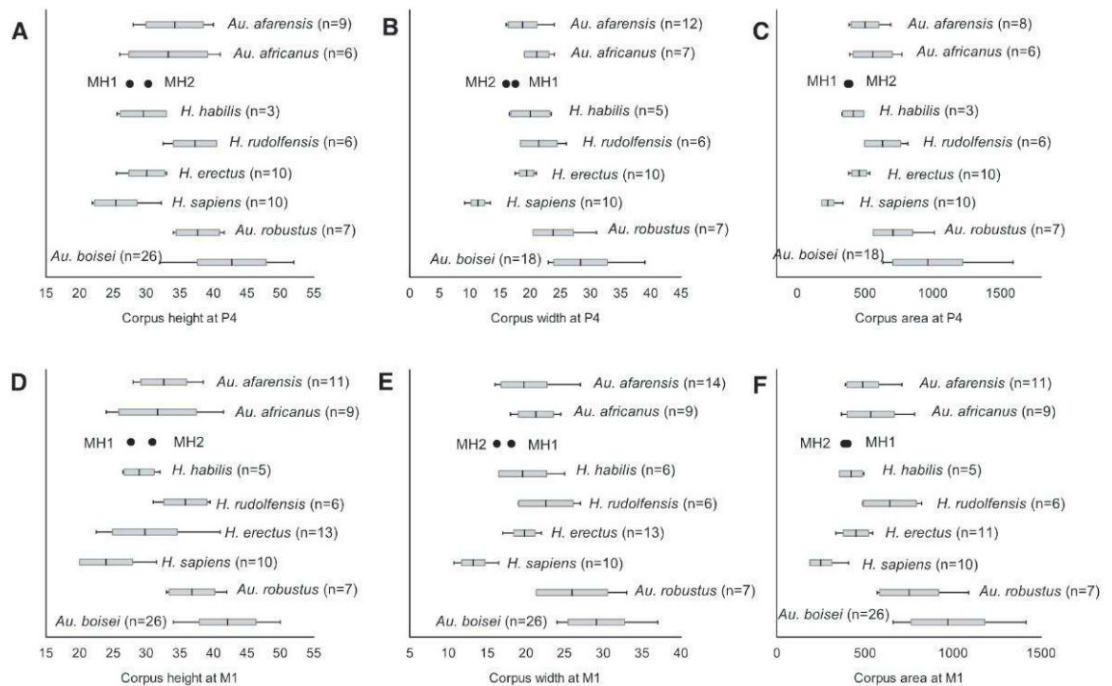 A
Au. afarensis (n=9)
Au. africanus (n=6)
MH1 MH2
H. habilis (n=3)
H. rudolfensis (n=6)
H. erectus (n=10)
H. sapiens (n=10)
Au. robustus (n=7)
Au. boisei (n=26)
15 20 25 30 35 40 45 50 55
Corpus height at P4
B
Au. afarensis (n=12)
Au. africanus (n=7)
MH2 MH1
H. habilis (n=5)
H. rudolfensis (n=6)
H. erectus (n=10)
H. sapiens (n=10)
Au. robustus (n=7)
Au. boisei (n=18)
0 5 10 15 20 25 30 35 40 45
Corpus width at P4
C
Au. afarensis (n=8)
Au. africanus (n=6)
MH1 MH2
H. habilis (n=3)
H. rudolfensis (n=6)
H. erectus (n=10)
H. sapiens (n=10)
Au. robustus (n=7)
Au. boisei (n=18)
0 500 1000 1500
Corpus area at P4
D
Au. afarensis (n=11)
Au. africanus (n=9)
MH1 MH2
H. habilis (n=5)
H. rudolfensis (n=6)
H. erectus (n=13)
H. sapiens (n=10)
Au. robustus (n=7)
Au. boisei (n=26)
15 20 25 30 35 40 45 50 55
Corpus height at M1
E
Au. afarensis (n=14)
Au. africanus (n=9)
MH2 MH1
H. habilis (n=6)
H. rudolfensis (n=6)
H. erectus (n=13)
H. sapiens (n=10)
Au. robustus (n=7)
Au. boisei (n=26)
5 10 15 20 25 30 35 40
Corpus width at M1
F
Au. afarensis (n=11)
Au. africanus (n=9)
MH2 MH1
H. habilis (n=5)
H. rudolfensis (n=6)
H. erectus (n=11)
H. sapiens (n=10)
Au. robustus (n=7)
Au. boisei (n=26)
0 500 1000 1500
Corpus area at M1